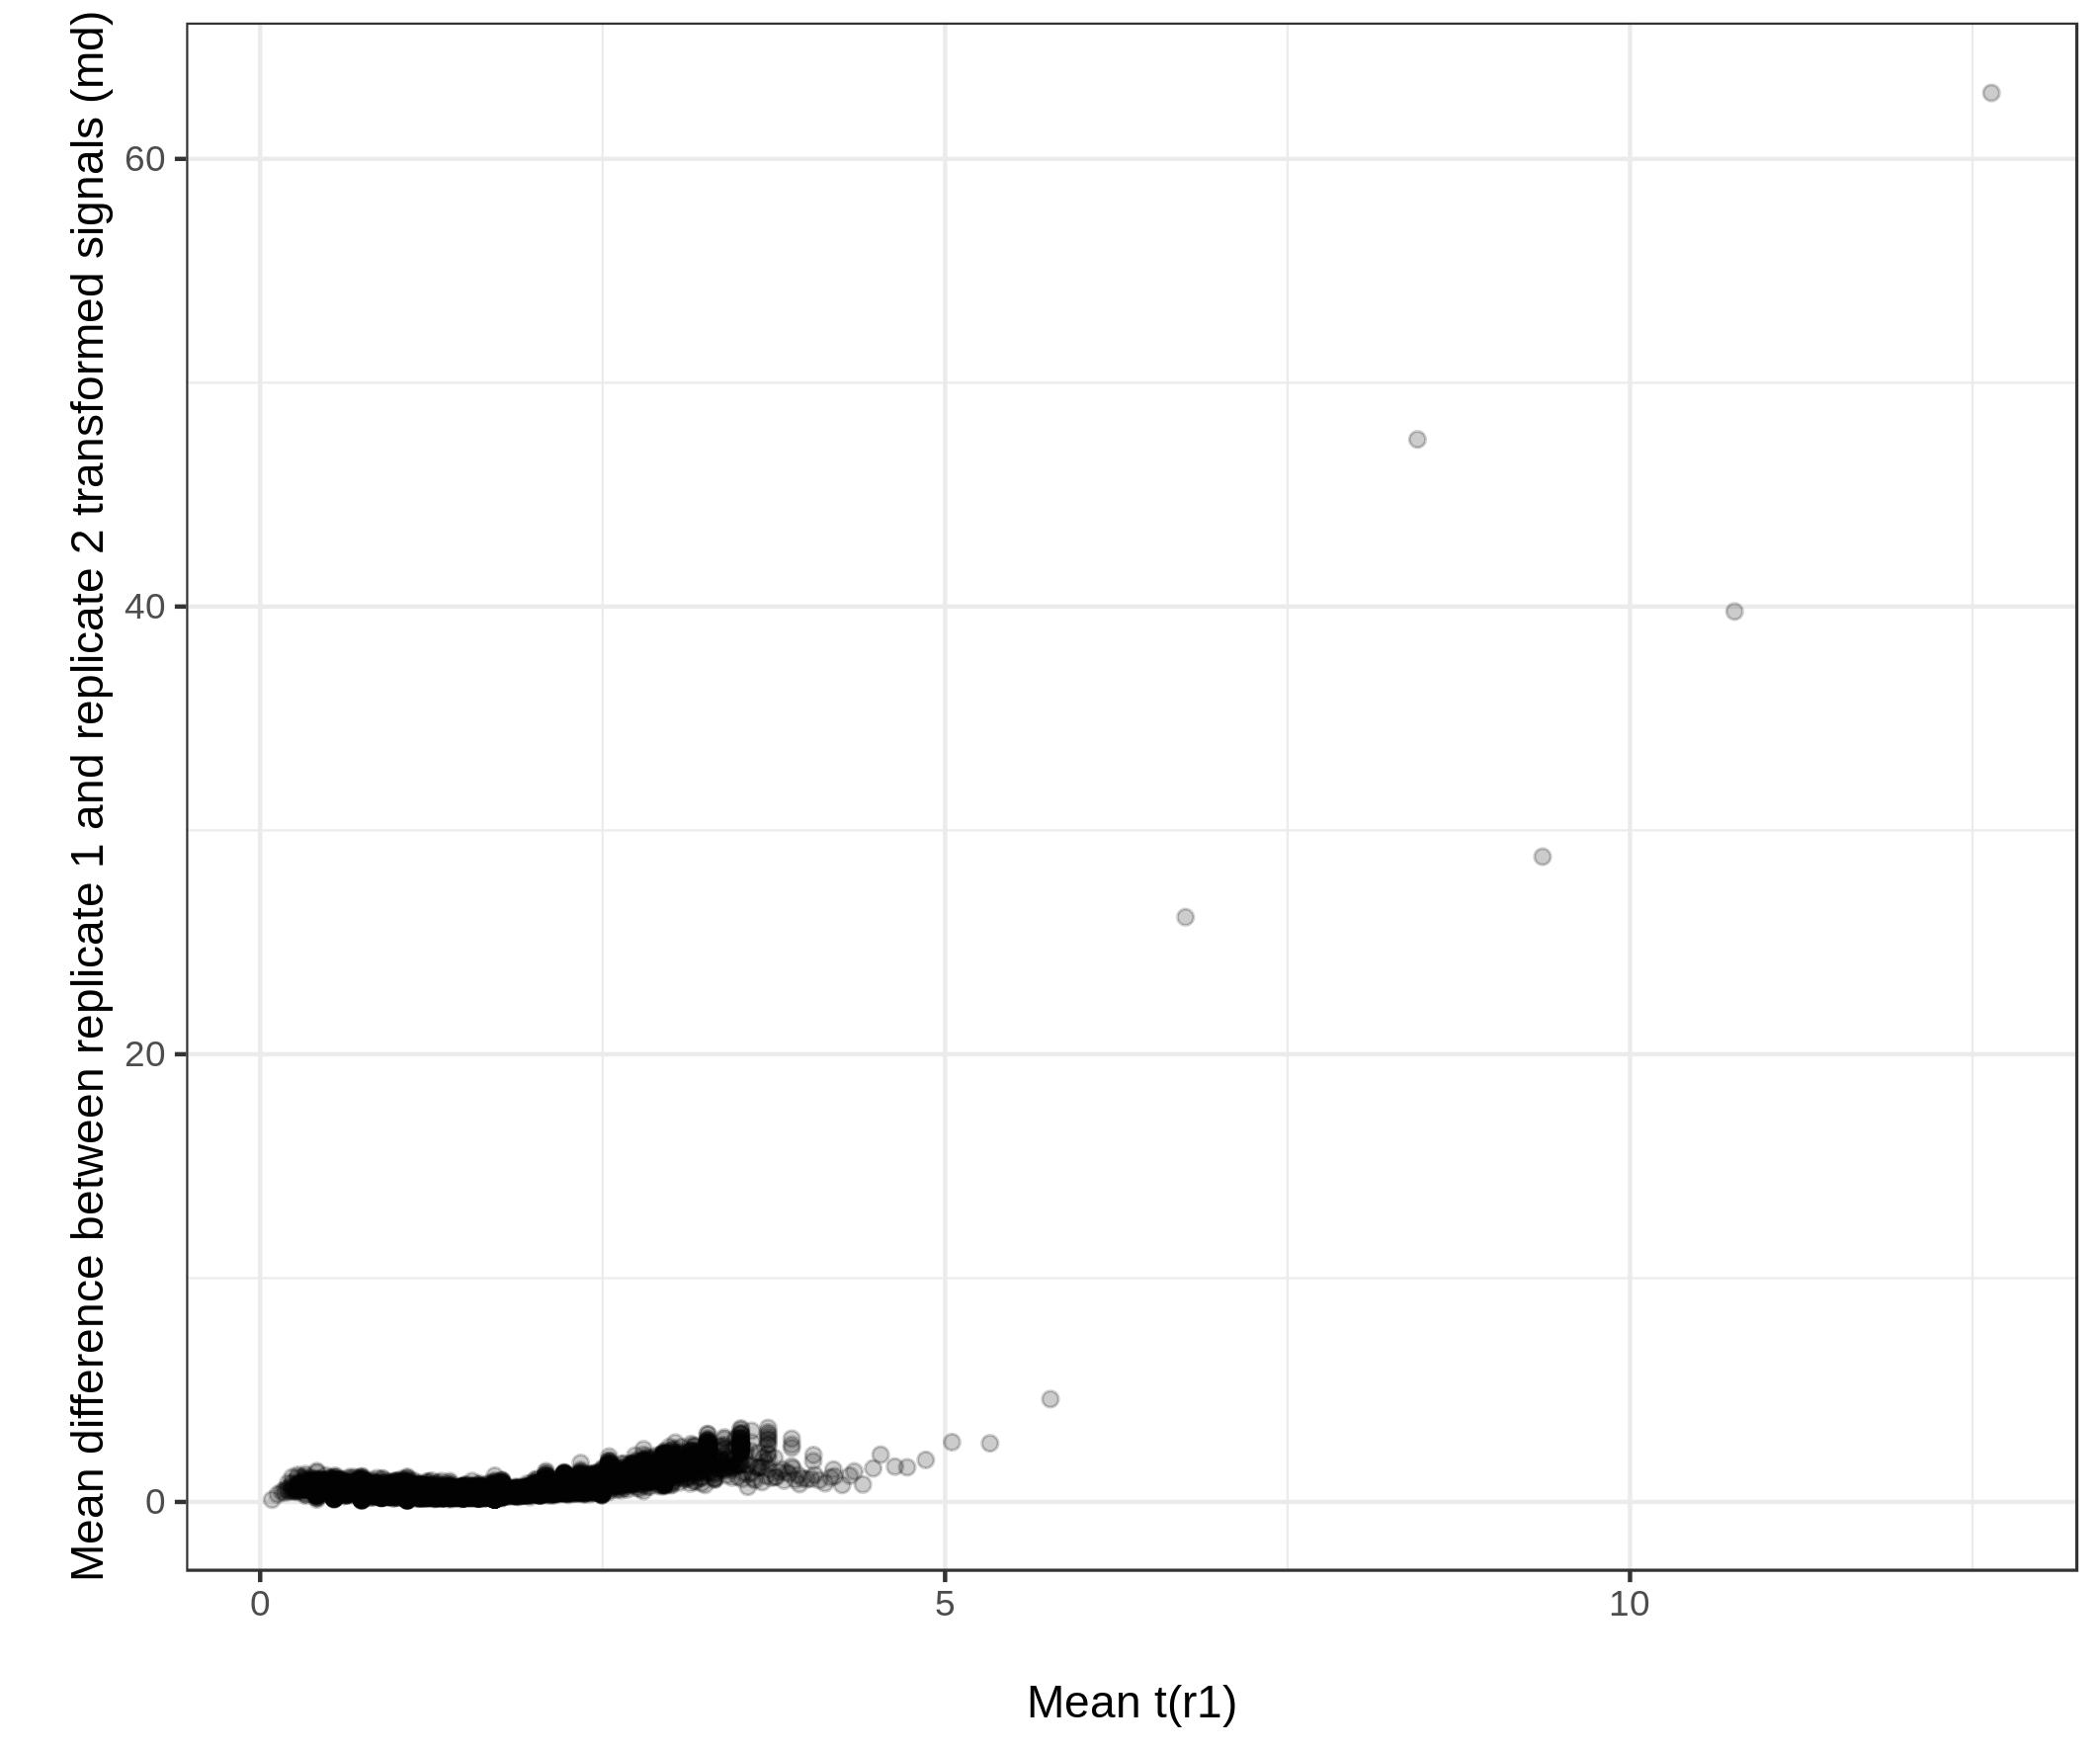 Mean difference between replicate 1 and replicate 2 transformed signals (md)
60
40
20
0
0 5 10
Mean t(r1)